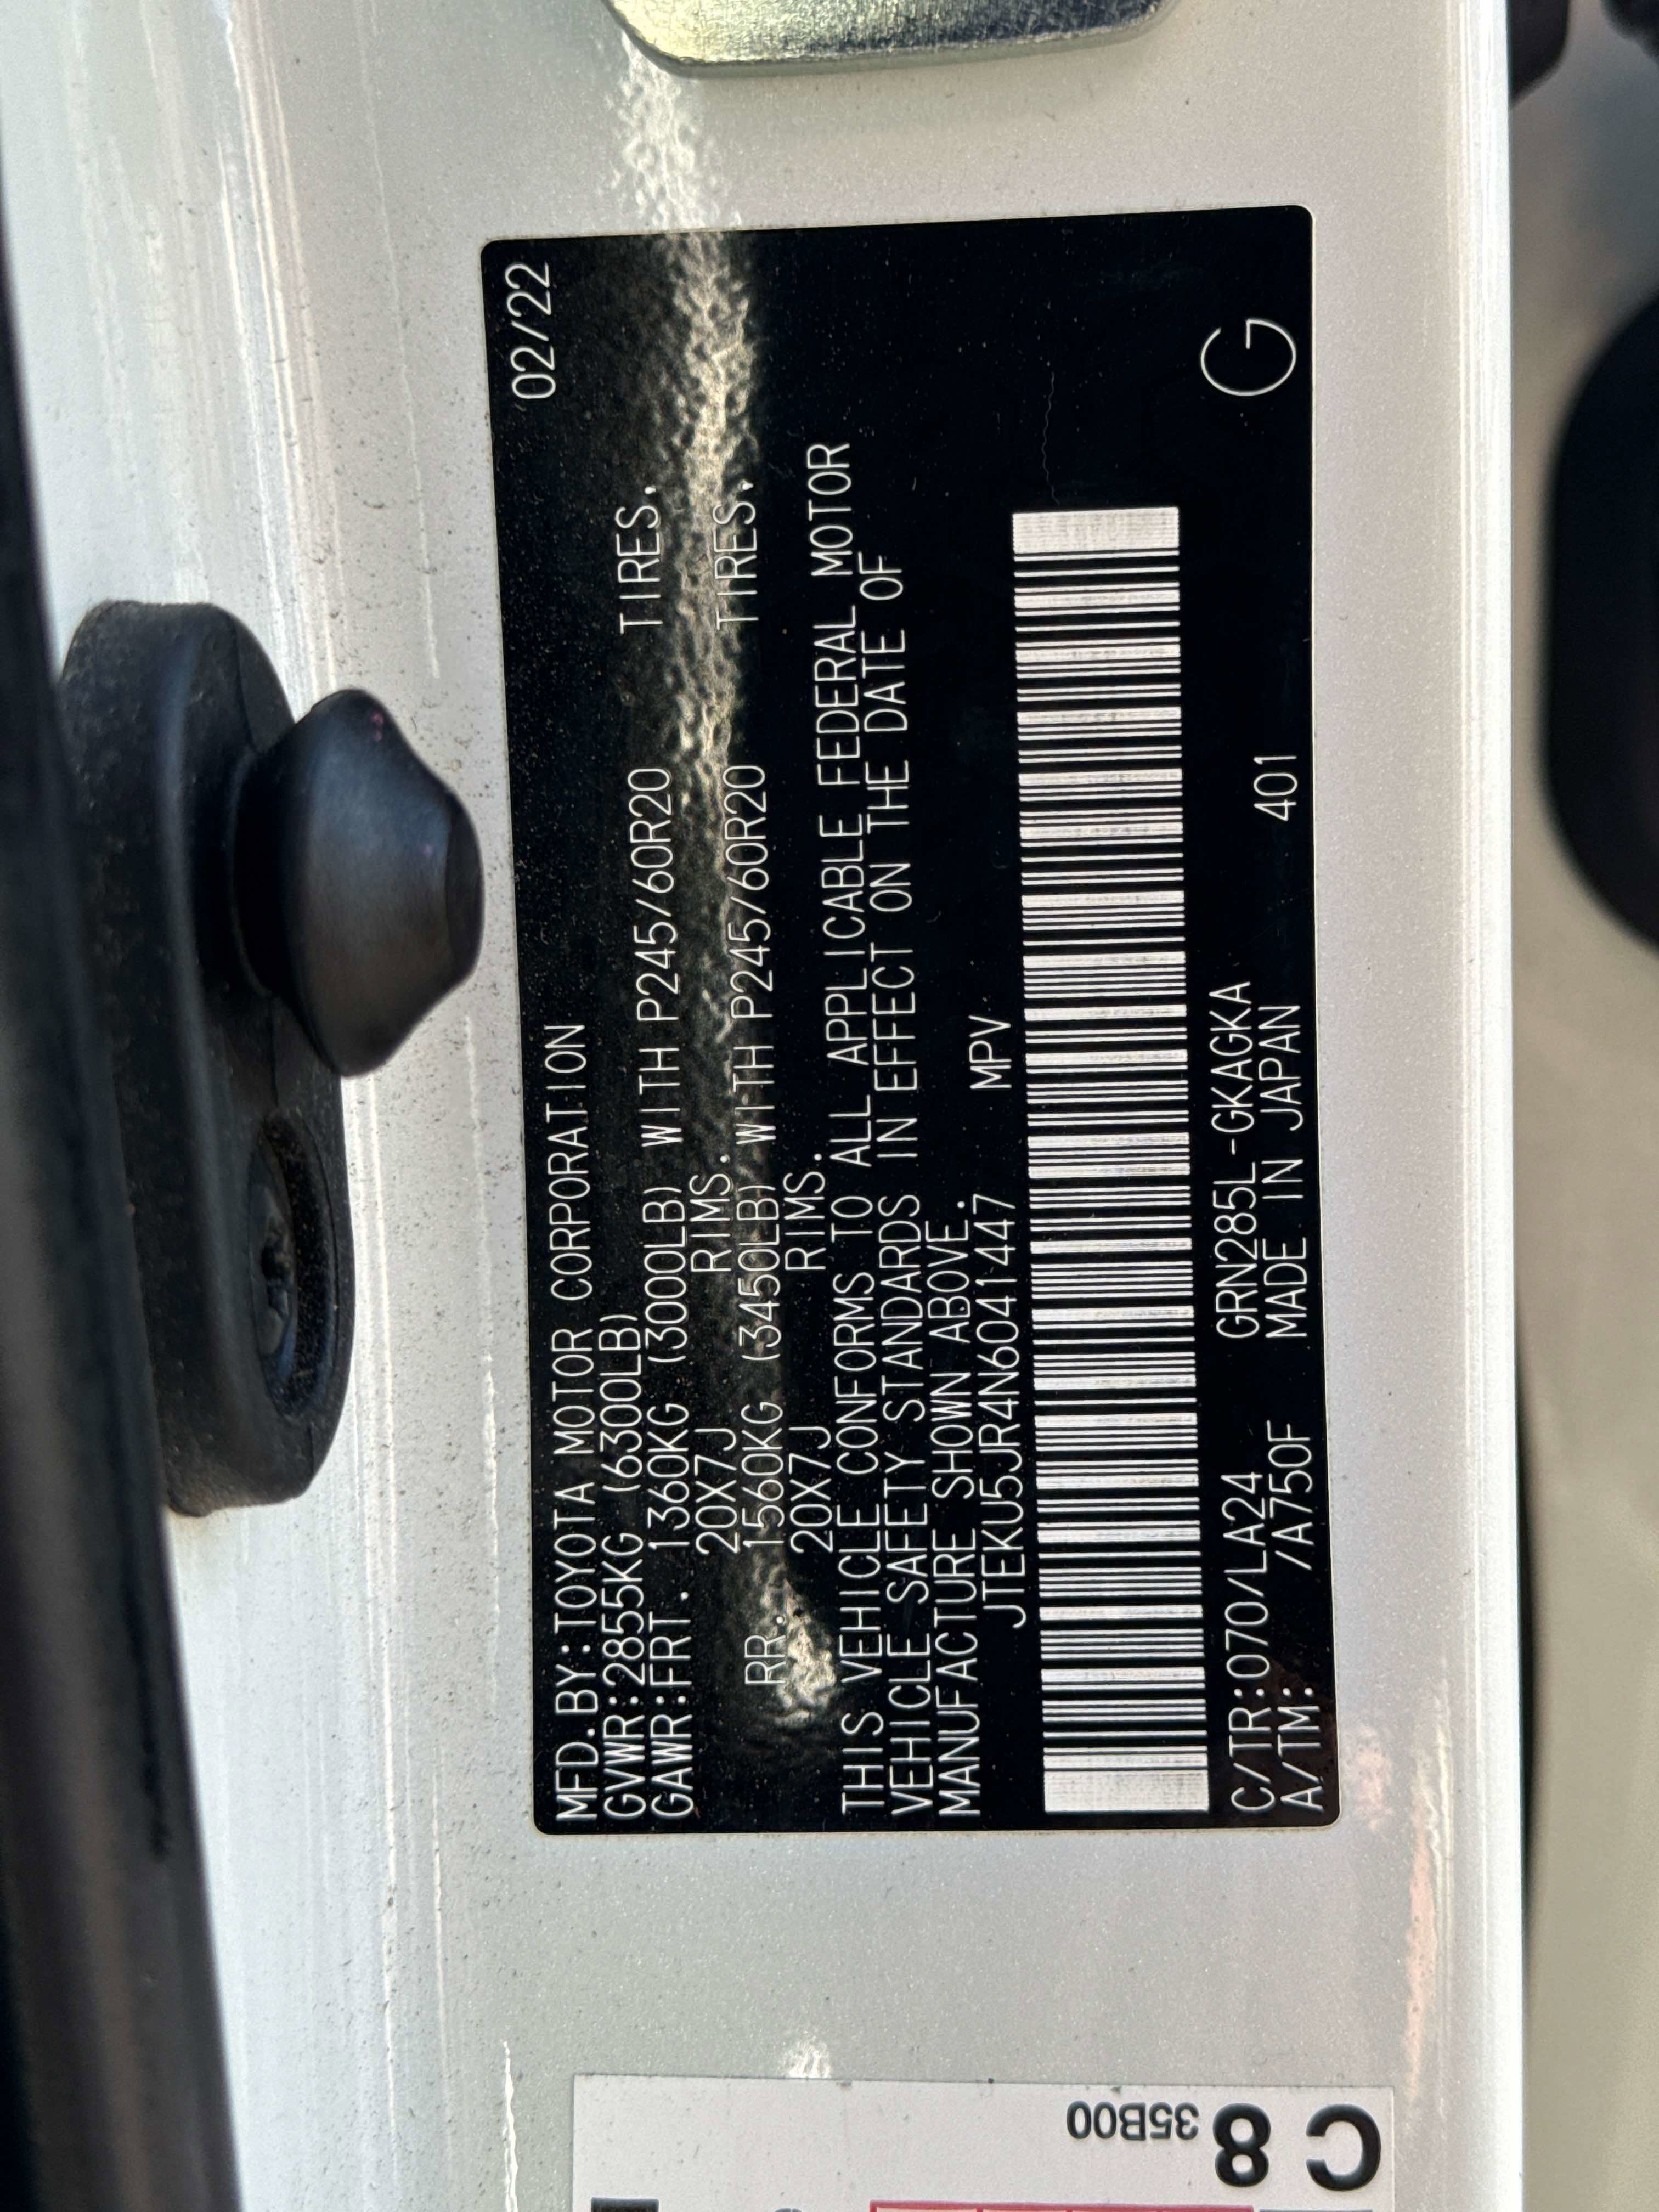 02/22
MFD.BY:TOYOTA MOTOR CORPORATION
GVWR:2855KG (6300LB)
GAWR:FRT. 1360KG (3000LB) WITH P245/60R20 TIRES.
20X7J RIMS.
RR. 1560KG (3450LB) WITH P245/60R20 TIRES.
20X7J RIMS.
THIS VEHICLE CONFORMS TO ALL APPLICABLE FEDERAL MOTOR
VEHICLE SAFETY STANDARDS IN EFFECT ON THE DATE OF
MANUFACTURE SHOWN ABOVE.
JTEKU5JR4N6041447 MPV
C/TR:070/LA24 GRN285L-GKAGKA
A/TM: /A750F MADE IN JAPAN 401 G
35B00
C8